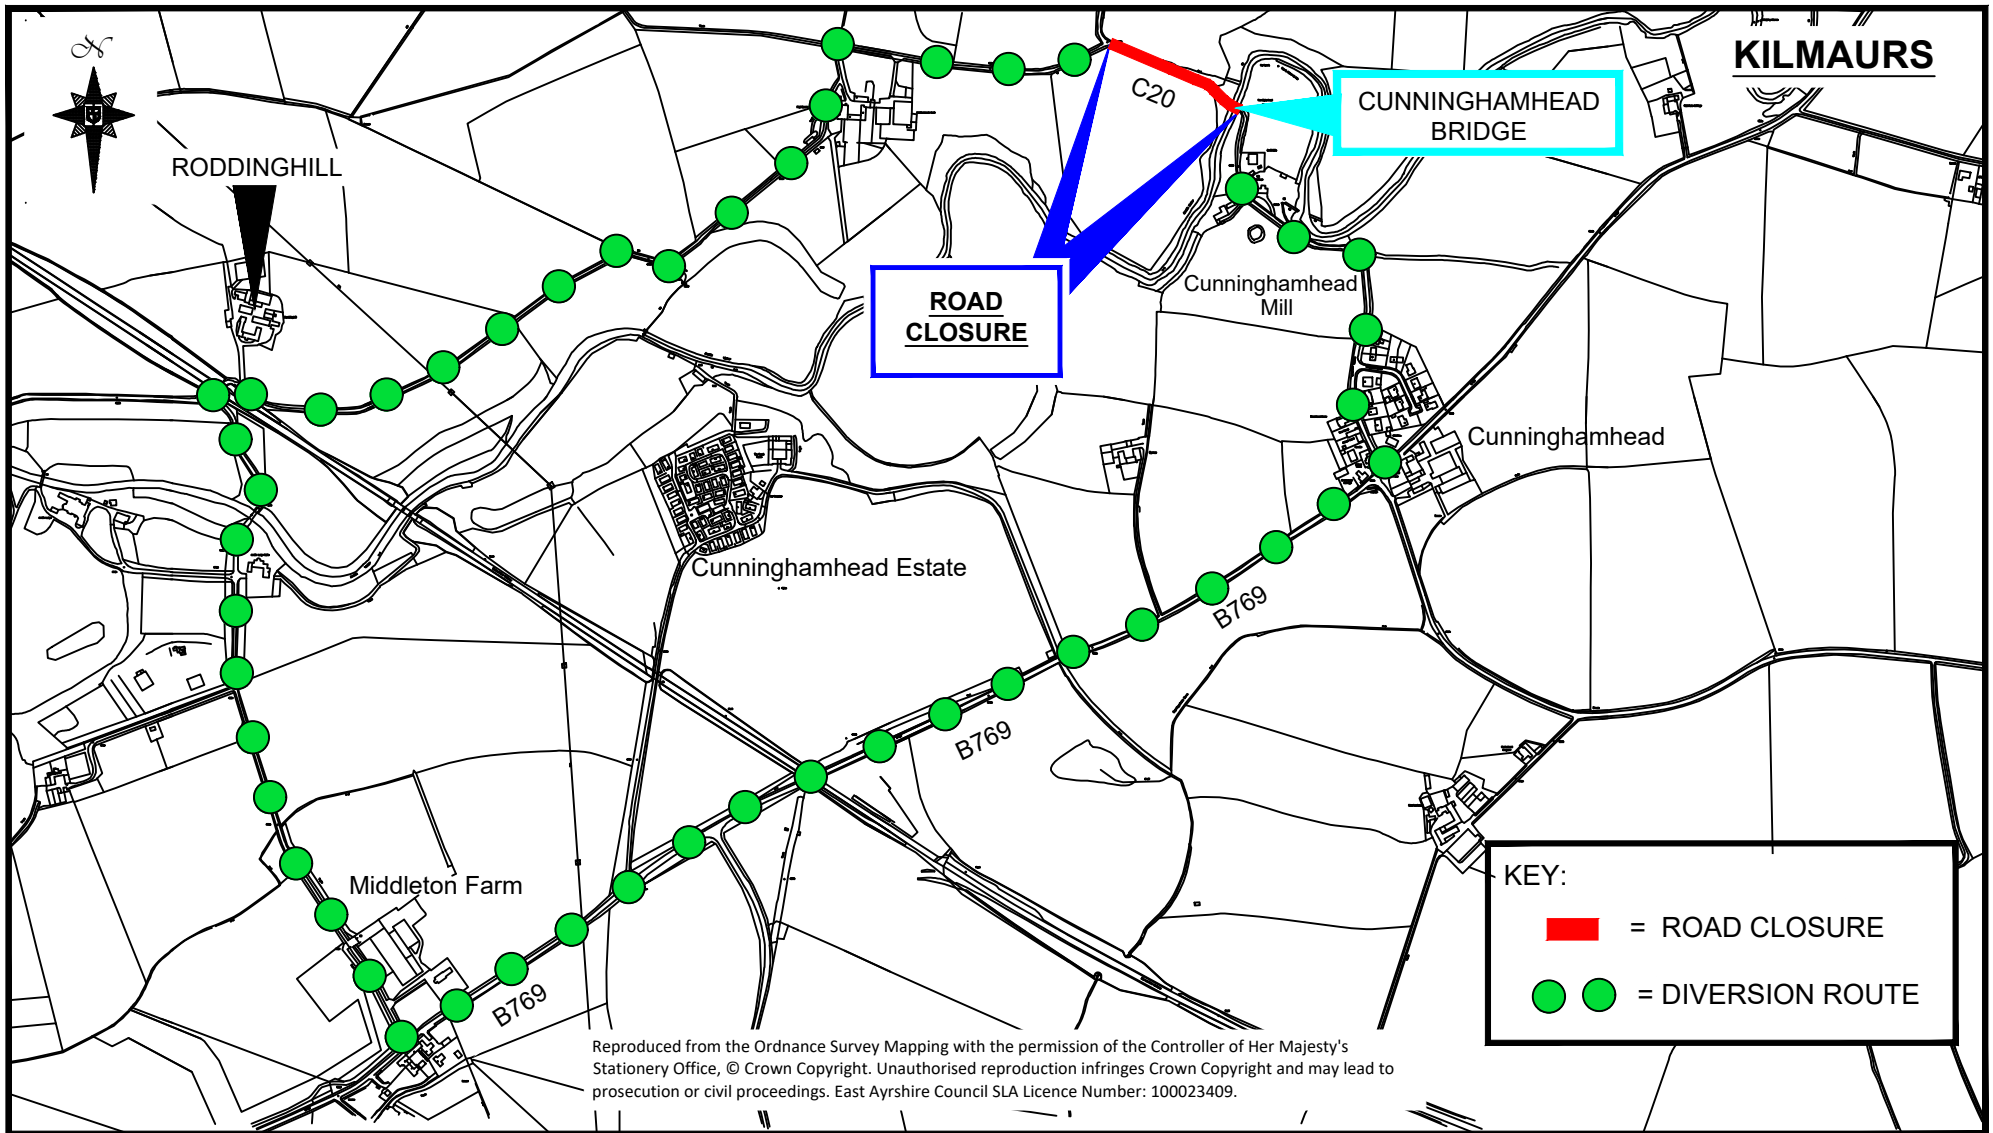 N
KILMAURS
C20
CUNNINGHAMHEAD
BRIDGE
RODDINGHILL
ROAD
CLOSURE
Cunninghamhead
Mill
Cunninghamhead
Cunninghamhead Estate
B769
B769
Middleton Farm
B769
KEY:
= ROAD CLOSURE
= DIVERSION ROUTE
Reproduced from the Ordnance Survey Mapping with the permission of the Controller of Her Majesty's
Stationery Office, © Crown Copyright. Unauthorised reproduction infringes Crown Copyright and may lead to
prosecution or civil proceedings. East Ayrshire Council SLA Licence Number: 100023409.